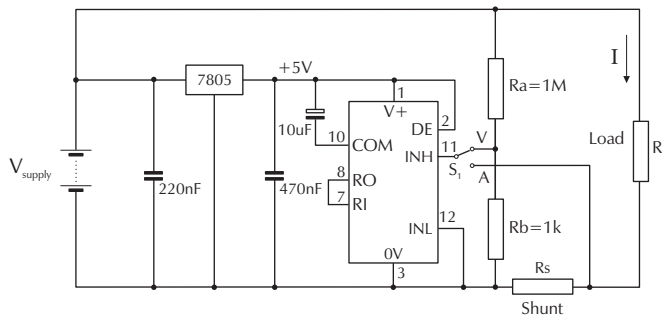 I
7805
+5V
1
V+
Ra=1M
10uF
DE
2
Load
R
10
COM
INH
11
V
S1
A
Vsupply
8
RO
220nF
470nF
7
RI
INL
12
Rb=1k
0V
3
Rs
Shunt